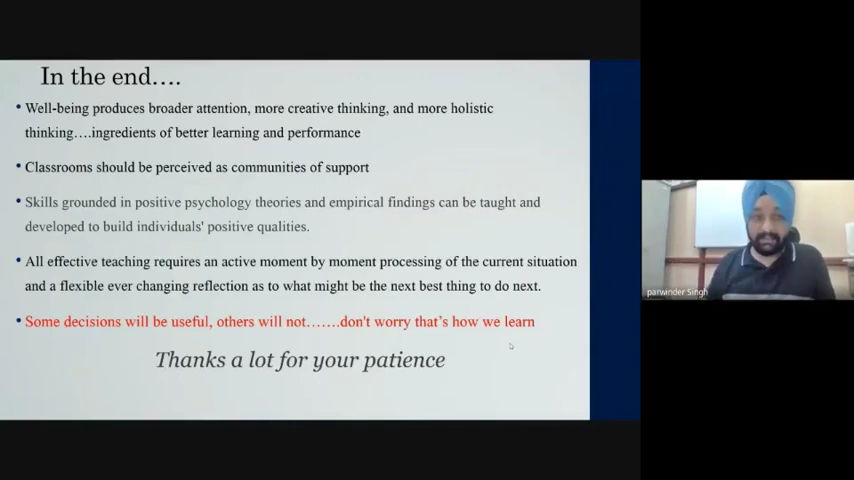 In the end….
• Well-being produces broader attention, more creative thinking, and more holistic
thinking….ingredients of better learning and performance
• Classrooms should be perceived as communities of support
• Skills grounded in positive psychology theories and empirical findings can be taught and
developed to build individuals' positive qualities.
• All effective teaching requires an active moment by moment processing of the current situation
and a flexible ever changing reflection as to what might be the next best thing to do next.
• Some decisions will be useful, others will not…….don't worry that’s how we learn
Thanks a lot for your patience
parwinder Singh